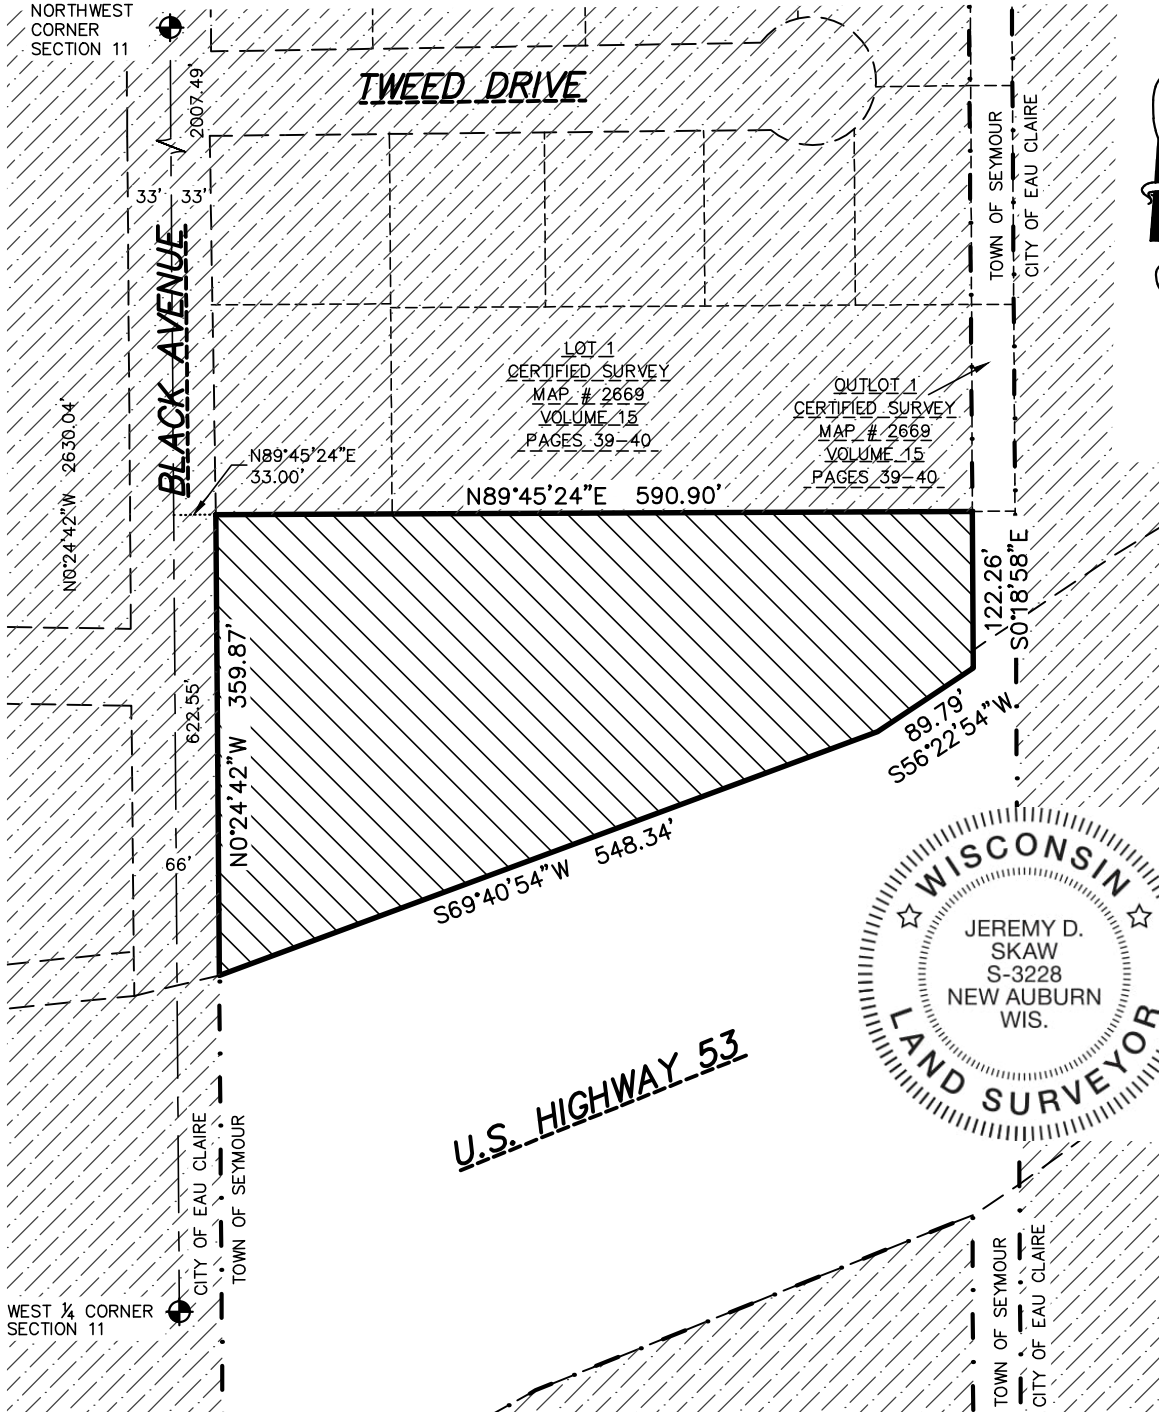 NORTHWEST
CORNER
SECTION 11
2007.49'
TWEED DRIVE
33' 33'
BLACK AVENUE
TOWN OF SEYMOUR
CITY OF EAU CLAIRE
LOT 1
CERTIFIED SURVEY
MAP # 2669
VOLUME 15
PAGES 39-40
OUTLOT 1
CERTIFIED SURVEY
MAP # 2669
VOLUME 15
PAGES 39-40
N0°24'42"W 2630.04'
N89°45'24"E
33.00'
N89°45'24"E 590.90'
122.26'
S0°18'58"E
N0°24'42"W 359.87'
622.55'
66'
89.79'
S56°22'54"W
S69°40'54"W 548.34'
WISCONSIN
JEREMY D.
SKAW
S-3228
NEW AUBURN
WIS.
LAND SURVEYOR
U.S. HIGHWAY 53
CITY OF EAU CLAIRE
TOWN OF SEYMOUR
WEST ¼ CORNER
SECTION 11
TOWN OF SEYMOUR
CITY OF EAU CLAIRE